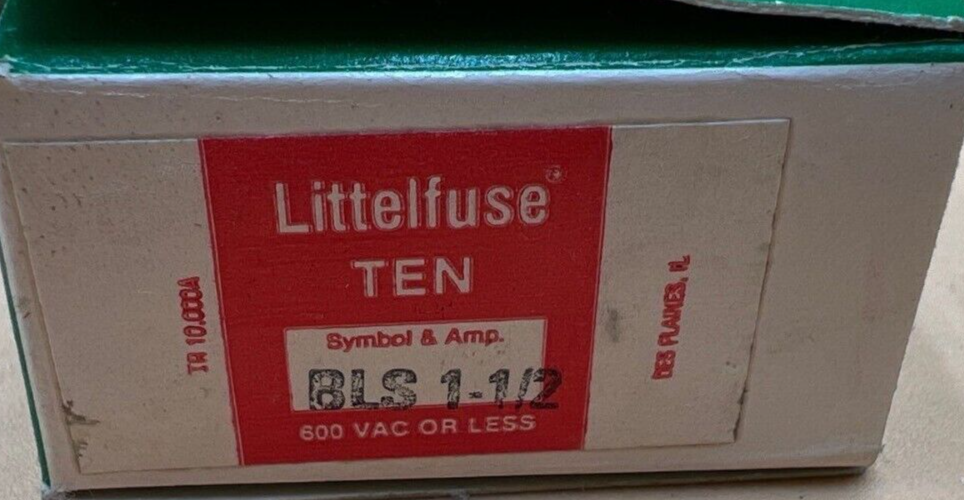 Littelfuse®
TEN
Symbol & Amp.
BLS 1-1/2
600 VAC OR LESS
IR 10,000A
DES PLAINES, IL